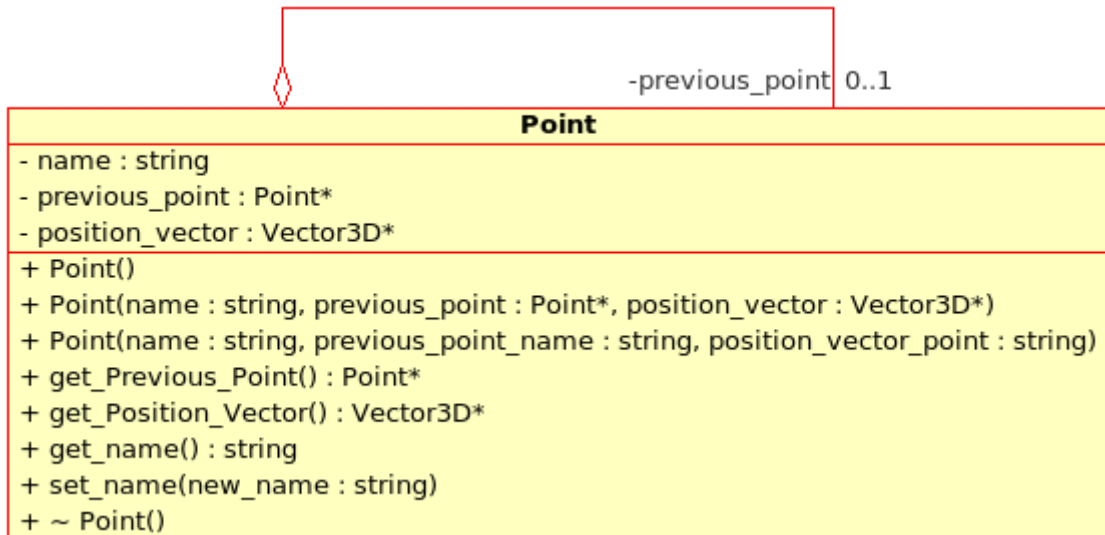 -previous_point 0..1
Point
- name : string
- previous_point : Point*
- position_vector : Vector3D*
+ Point()
+ Point(name : string, previous_point : Point*, position_vector : Vector3D*)
+ Point(name : string, previous_point_name : string, position_vector_point : string)
+ get_Previous_Point() : Point*
+ get_Position_Vector() : Vector3D*
+ get_name() : string
+ set_name(new_name : string)
+ ~ Point()